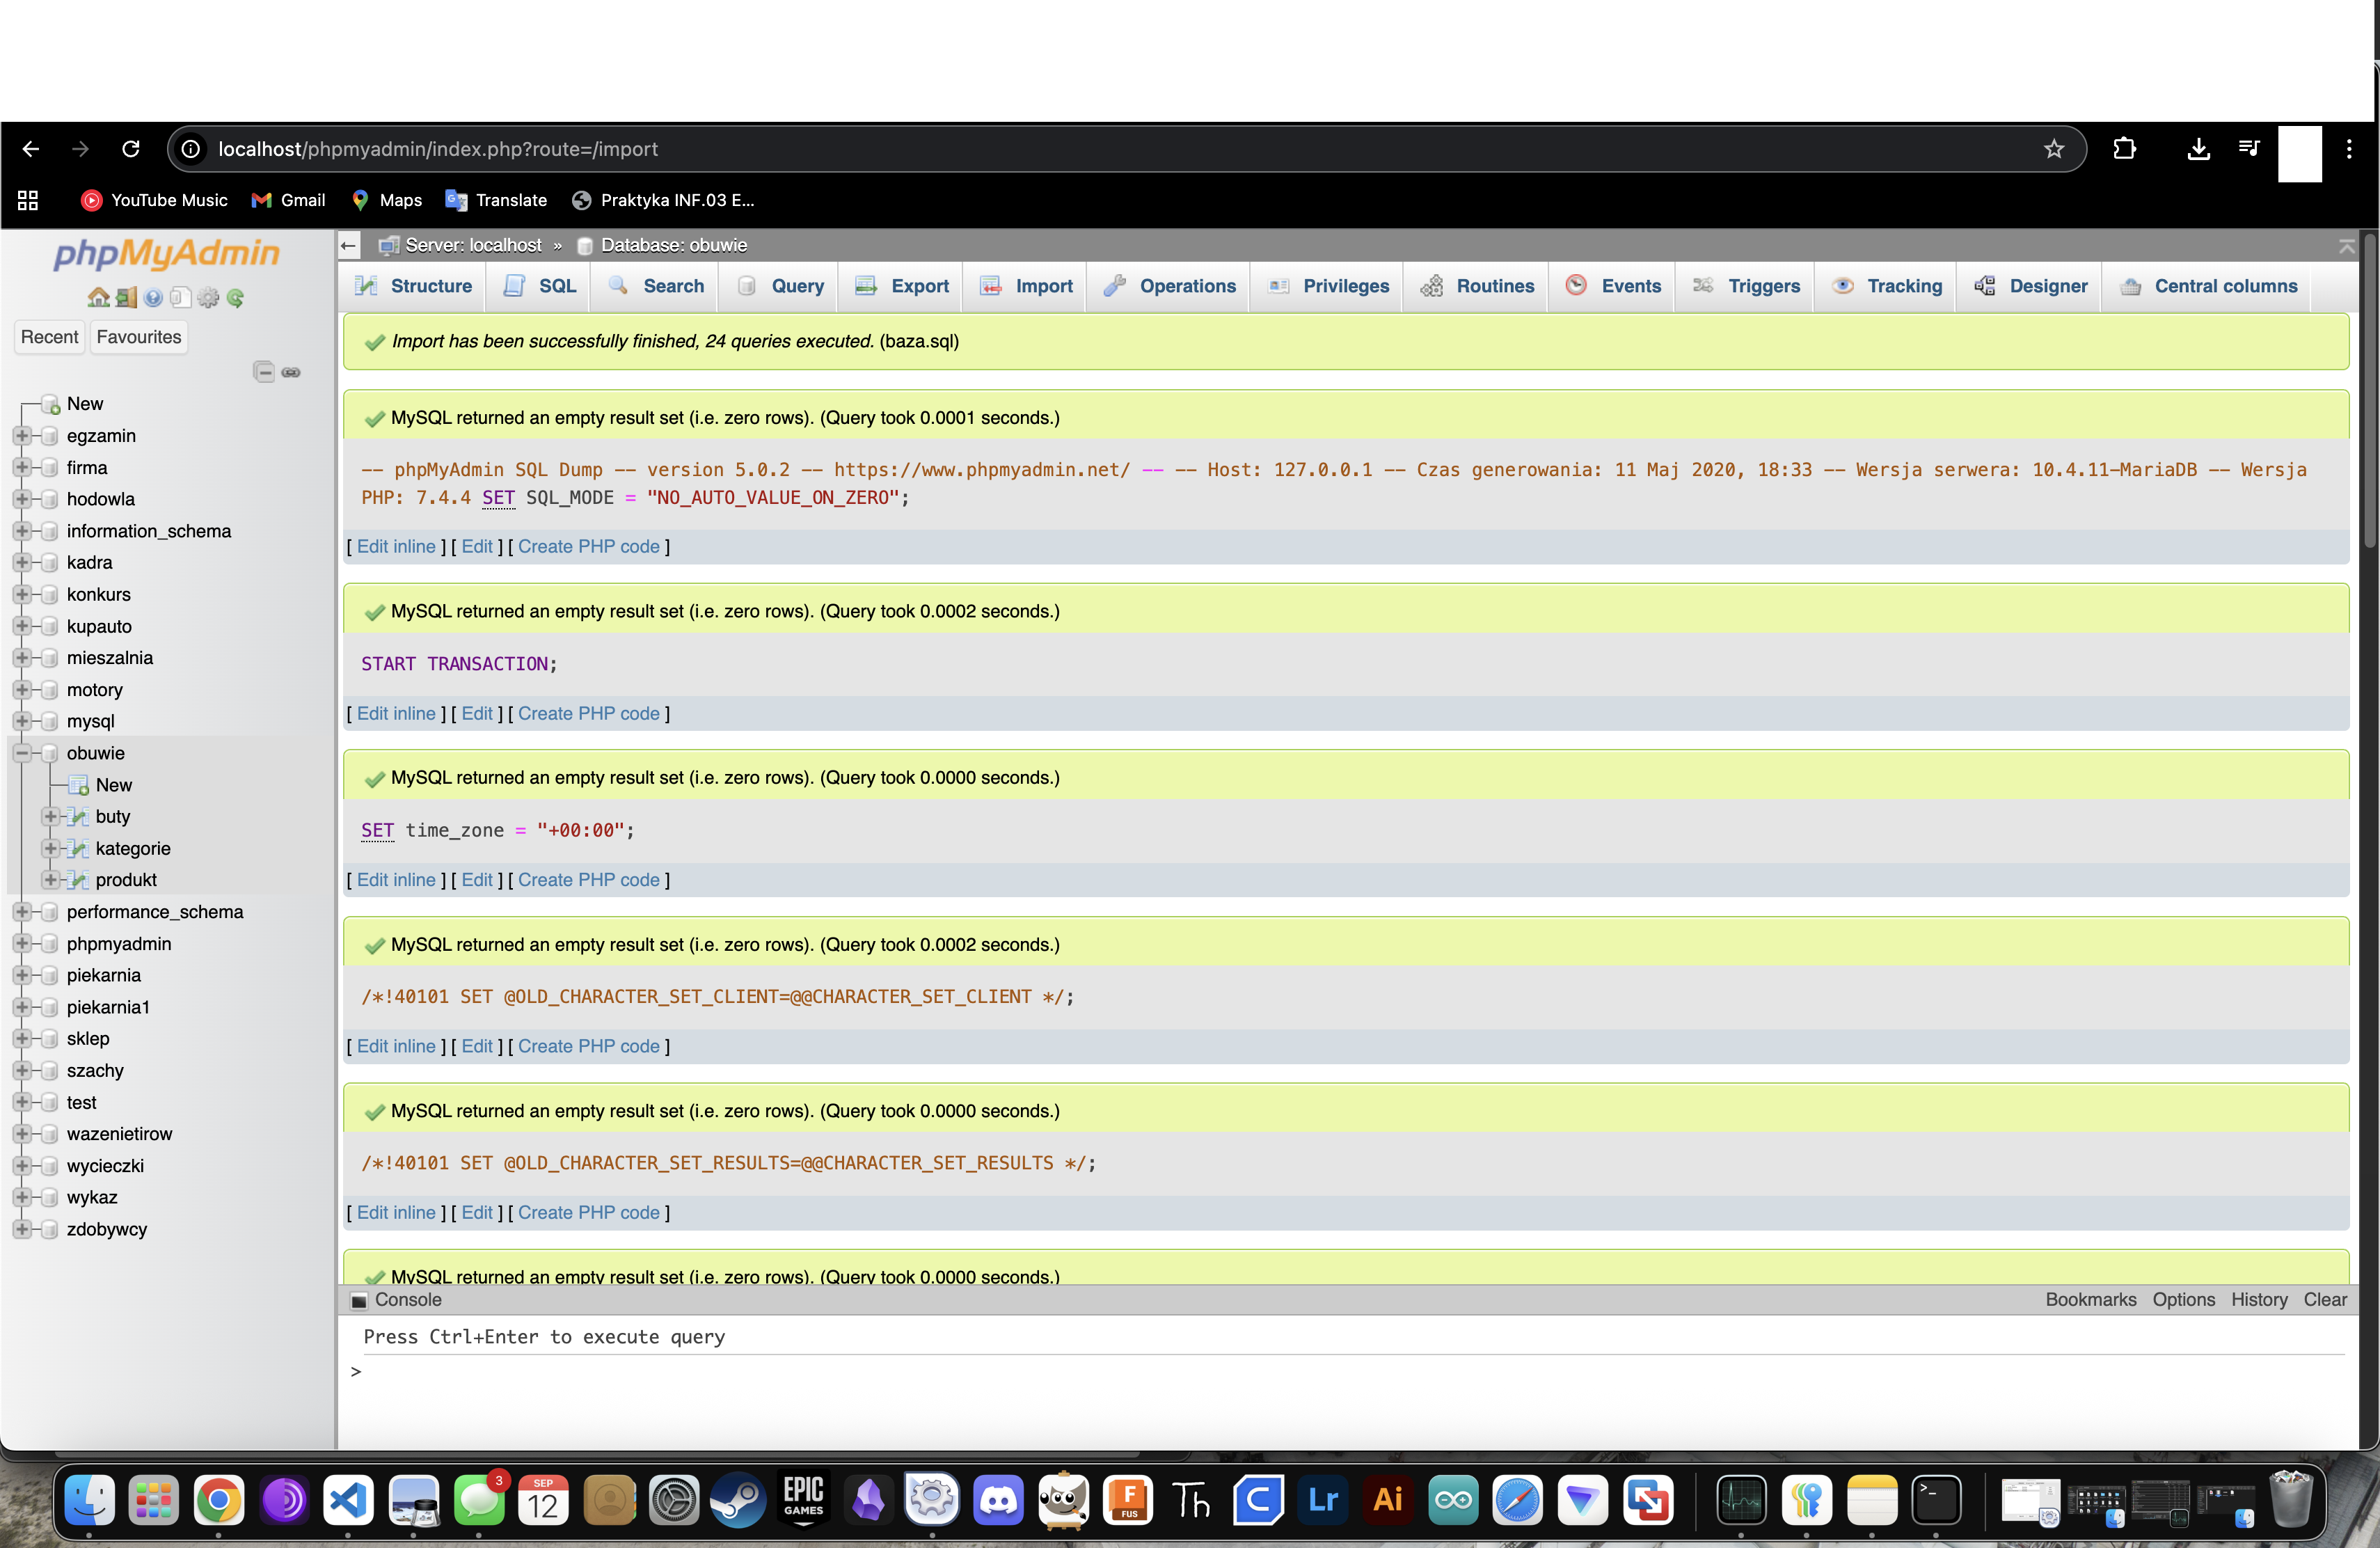 localhost/phpmyadmin/index.php?route=/import
YouTube Music Gmail Maps Translate Praktyka INF.03 E...
phpMyAdmin
Recent Favourites
New
egzamin
firma
hodowla
information_schema
kadra
konkurs
kupauto
mieszalnia
motory
mysql
obuwie
New
buty
kategorie
produkt
performance_schema
phpmyadmin
piekarnia
piekarnia1
sklep
szachy
test
wazenietirow
wycieczki
wykaz
zdobywcy
Server: localhost » Database: obuwie
Structure SQL Search Query Export Import Operations Privileges Routines Events Triggers Tracking Designer Central columns
Import has been successfully finished, 24 queries executed. (baza.sql)
MySQL returned an empty result set (i.e. zero rows). (Query took 0.0001 seconds.)
-- phpMyAdmin SQL Dump -- version 5.0.2 -- https://www.phpmyadmin.net/ -- -- Host: 127.0.0.1 -- Czas generowania: 11 Maj 2020, 18:33 -- Wersja serwera: 10.4.11-MariaDB -- Wersja
PHP: 7.4.4 SET SQL_MODE = "NO_AUTO_VALUE_ON_ZERO";
[ Edit inline ] [ Edit ] [ Create PHP code ]
MySQL returned an empty result set (i.e. zero rows). (Query took 0.0002 seconds.)
START TRANSACTION;
[ Edit inline ] [ Edit ] [ Create PHP code ]
MySQL returned an empty result set (i.e. zero rows). (Query took 0.0000 seconds.)
SET time_zone = "+00:00";
[ Edit inline ] [ Edit ] [ Create PHP code ]
MySQL returned an empty result set (i.e. zero rows). (Query took 0.0002 seconds.)
/*!40101 SET @OLD_CHARACTER_SET_CLIENT=@@CHARACTER_SET_CLIENT */;
[ Edit inline ] [ Edit ] [ Create PHP code ]
MySQL returned an empty result set (i.e. zero rows). (Query took 0.0000 seconds.)
/*!40101 SET @OLD_CHARACTER_SET_RESULTS=@@CHARACTER_SET_RESULTS */;
[ Edit inline ] [ Edit ] [ Create PHP code ]
MySQL returned an empty result set (i.e. zero rows). (Query took 0.0000 seconds.)
Console Bookmarks Options History Clear
Press Ctrl+Enter to execute query
>
3
SEP
12
EPIC
GAMES
F
FUS
Th
C
Lr
Ai
>_